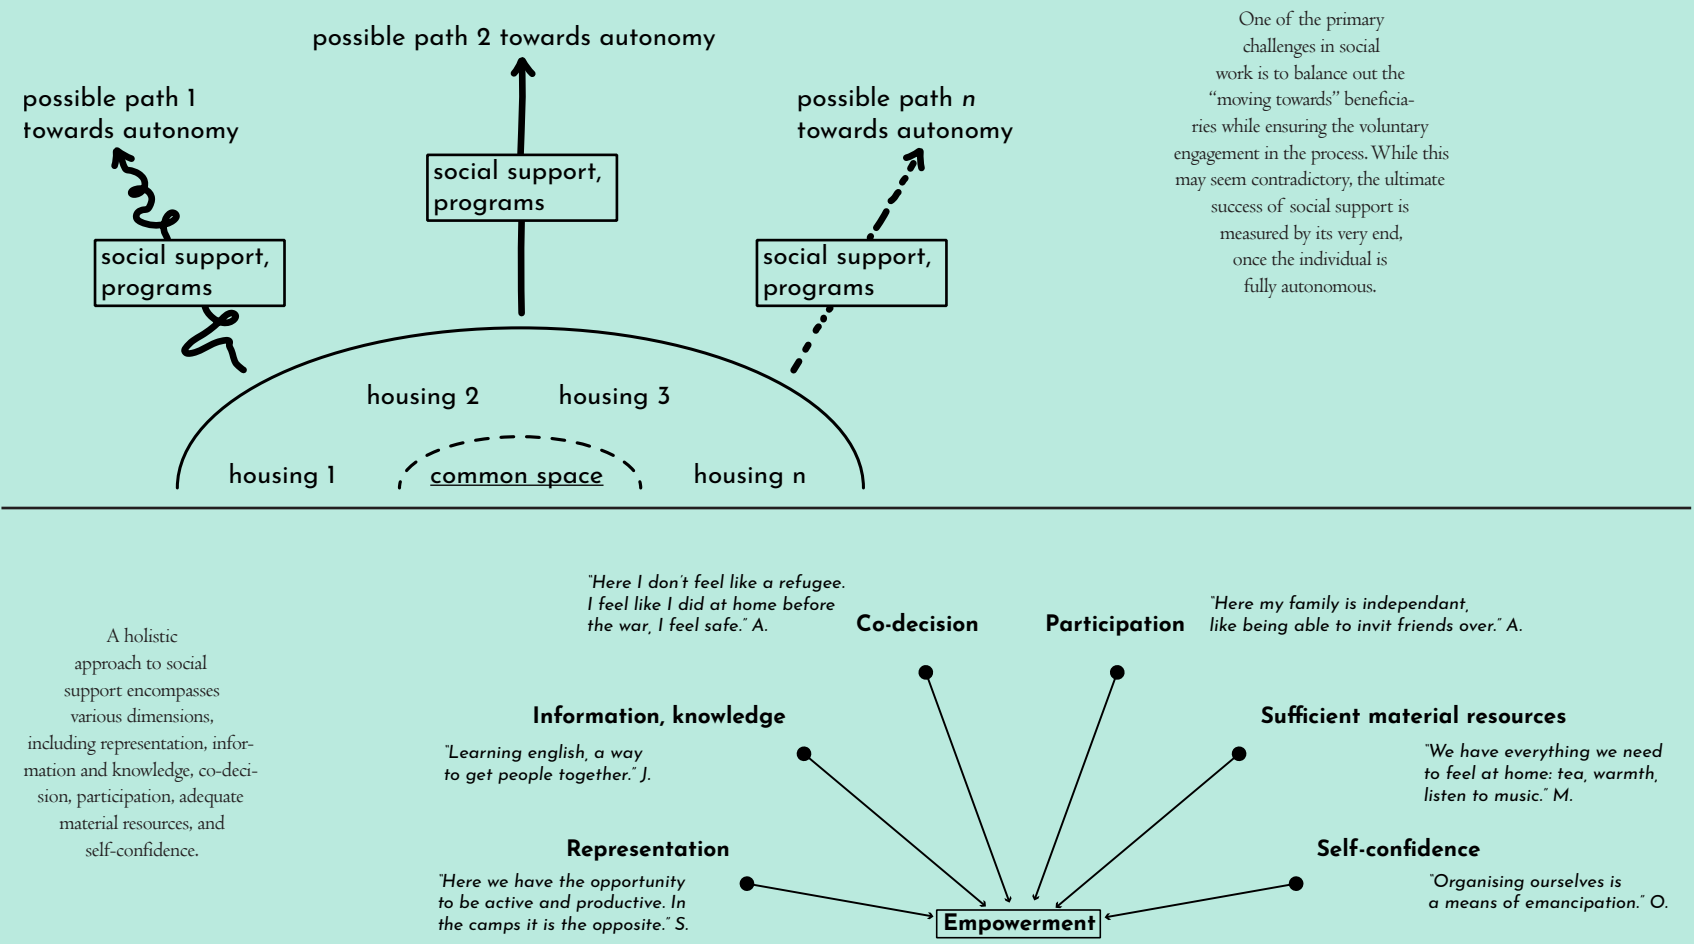 possible path 2 towards autonomy
possible path 1
towards autonomy
possible path n
towards autonomy
social support,
programs
social support,
programs
social support,
programs
housing 2
housing 3
housing 1
common space
housing n
One of the primary
challenges in social
work is to balance out the
“moving towards” beneficia-
ries while ensuring the voluntary
engagement in the process. While this
may seem contradictory, the ultimate
success of social support is
measured by its very end,
once the individual is
fully autonomous.
A holistic
approach to social
support encompasses
various dimensions,
including representation, infor-
mation and knowledge, co-deci-
sion, participation, adequate
material resources, and
self-confidence.
"Here I don't feel like a refugee.
I feel like I did at home before
the war, I feel safe." A.
Co-decision
Participation
"Here my family is independant,
like being able to invit friends over." A.
Information, knowledge
"Learning english, a way
to get people together." J.
Sufficient material resources
"We have everything we need
to feel at home: tea, warmth,
listen to music." M.
Representation
"Here we have the opportunity
to be active and productive. In
the camps it is the opposite." S.
Self-confidence
"Organising ourselves is
a means of emancipation." O.
Empowerment